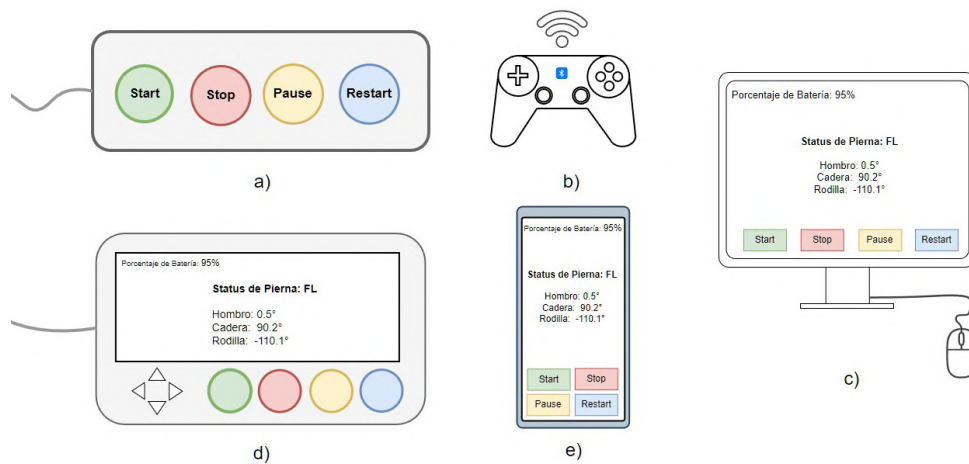 Start
Stop
Pause
Restart
a)
b)
Porcentaje de Batería: 95%
Status de Pierna: FL
Hombro: 0.5°
Cadera: 90.2°
Rodilla: -110.1°
Start
Stop
Pause
Restart
c)
Porcentaje de Batería: 95%
Status de Pierna: FL
Hombro: 0.5°
Cadera: 90.2°
Rodilla: -110.1°
d)
Porcentaje de Batería: 95%
Status de Pierna: FL
Hombro: 0.5°
Cadera: 90.2°
Rodilla: -110.1°
Start
Stop
Pause
Restart
e)